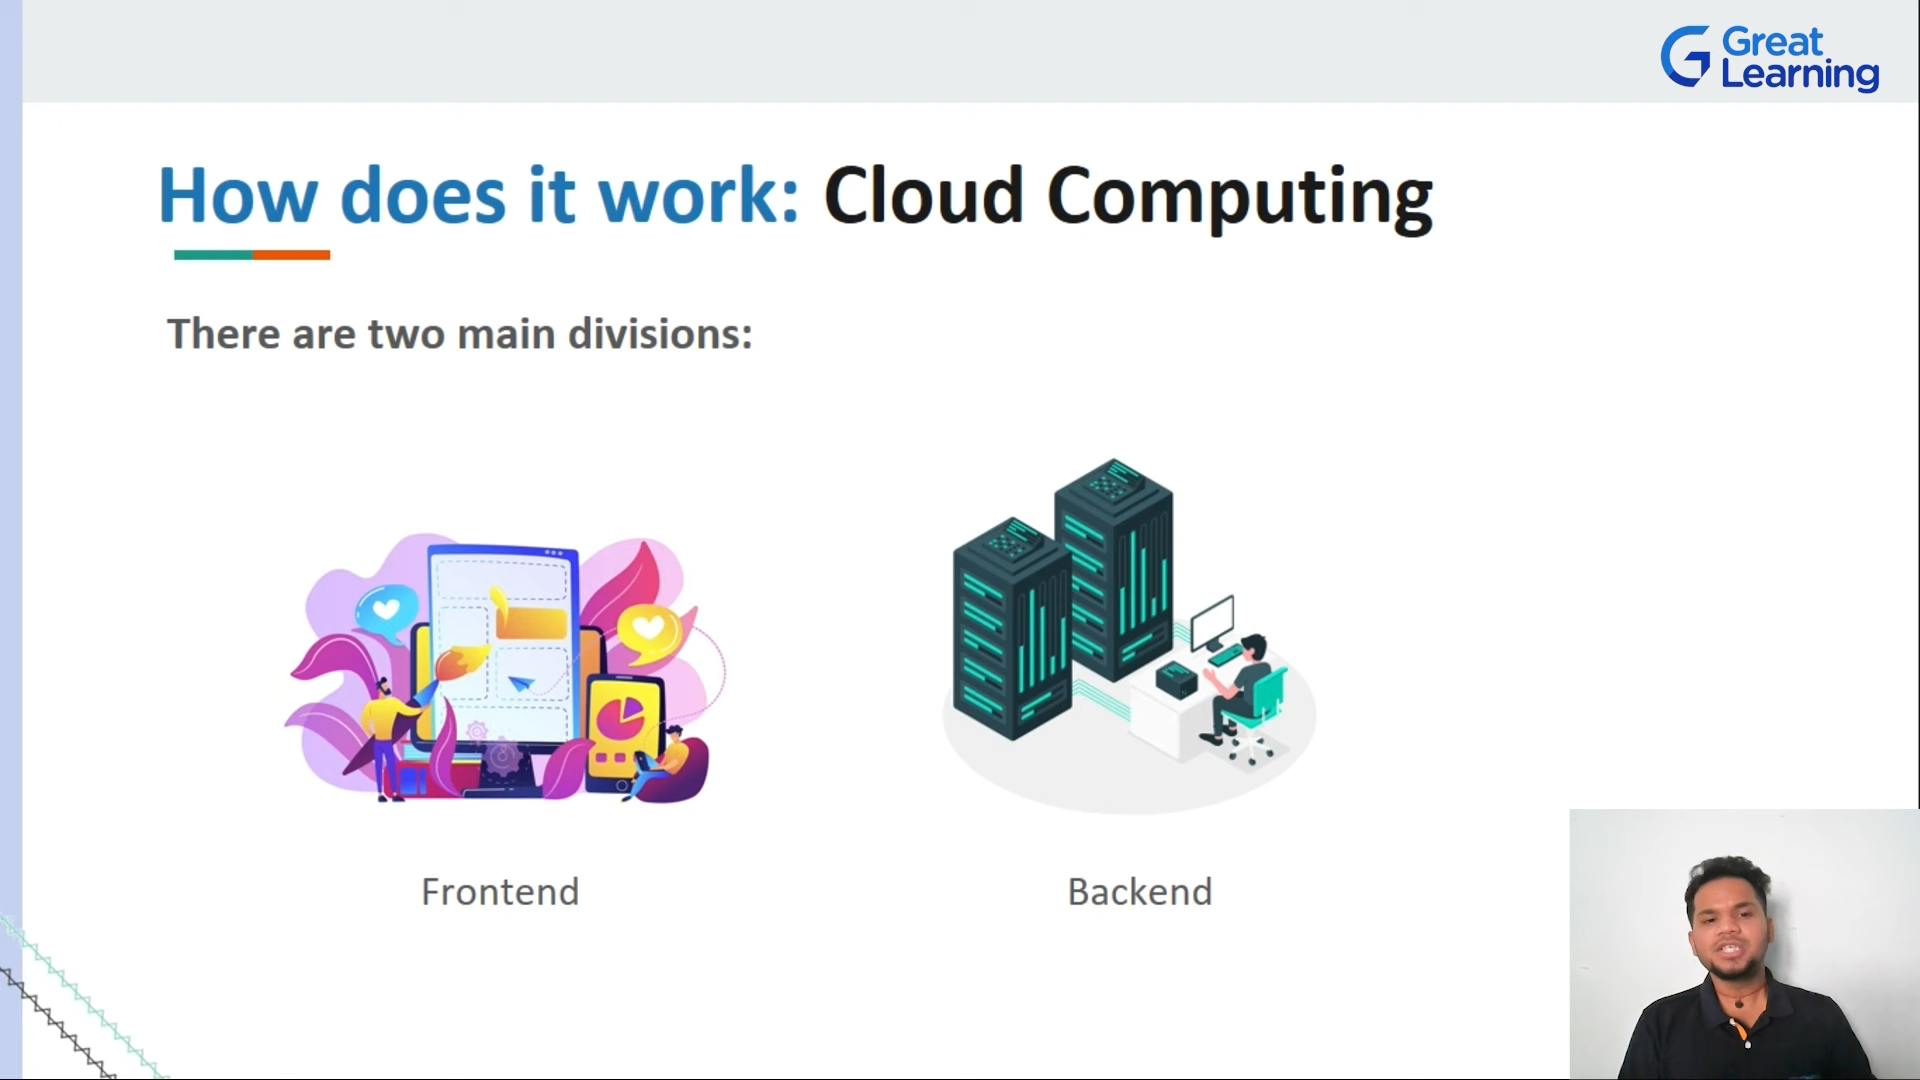 Great
Learning
How does it work: Cloud Computing
There are two main divisions:
Frontend
Backend